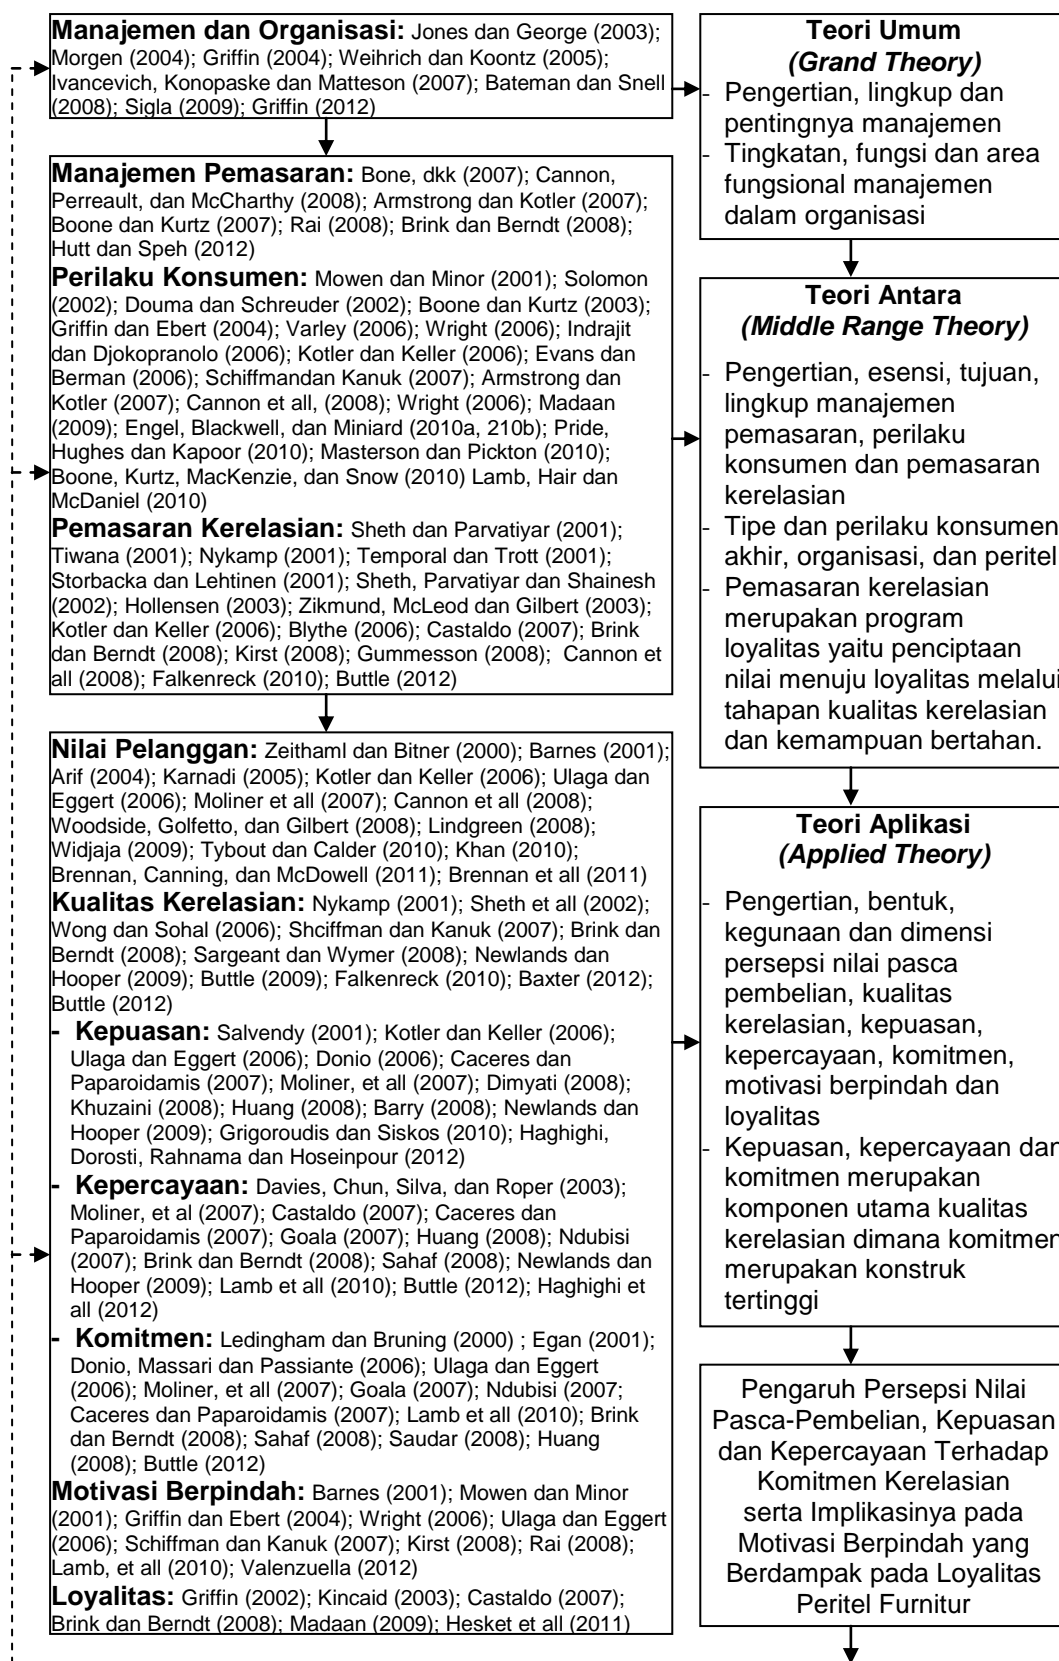 Manajemen dan Organisasi: Jones dan George (2003);
Morgen (2004); Griffin (2004); Weihrich dan Koontz (2005);
Ivancevich, Konopaske dan Matteson (2007); Bateman dan Snell
(2008); Sigla (2009); Griffin (2012)
Manajemen Pemasaran: Bone, dkk (2007); Cannon,
Perreault, dan McCharthy (2008); Armstrong dan Kotler (2007);
Boone dan Kurtz (2007); Rai (2008); Brink dan Berndt (2008);
Hutt dan Speh (2012)
Perilaku Konsumen: Mowen dan Minor (2001); Solomon
(2002); Douma dan Schreuder (2002); Boone dan Kurtz (2003);
Griffin dan Ebert (2004); Varley (2006); Wright (2006); Indrajit
dan Djokopranolo (2006); Kotler dan Keller (2006); Evans dan
Berman (2006); Schiffmandan Kanuk (2007); Armstrong dan
Kotler (2007); Cannon et all, (2008); Wright (2006); Madaan
(2009); Engel, Blackwell, dan Miniard (2010a, 210b); Pride,
Hughes dan Kapoor (2010); Masterson dan Pickton (2010);
Boone, Kurtz, MacKenzie, dan Snow (2010) Lamb, Hair dan
McDaniel (2010)
Pemasaran Kerelasian: Sheth dan Parvatiyar (2001);
Tiwana (2001); Nykamp (2001); Temporal dan Trott (2001);
Storbacka dan Lehtinen (2001); Sheth, Parvatiyar dan Shainesh
(2002); Hollensen (2003); Zikmund, McLeod dan Gilbert (2003);
Kotler dan Keller (2006); Blythe (2006); Castaldo (2007); Brink
dan Berndt (2008); Kirst (2008); Gummesson (2008); Cannon et
all (2008); Falkenreck (2010); Buttle (2012)
Nilai Pelanggan: Zeithaml dan Bitner (2000); Barnes (2001);
Arif (2004); Karnadi (2005); Kotler dan Keller (2006); Ulaga dan
Eggert (2006); Moliner et all (2007); Cannon et all (2008);
Woodside, Golfetto, dan Gilbert (2008); Lindgreen (2008);
Widjaja (2009); Tybout dan Calder (2010); Khan (2010);
Brennan, Canning, dan McDowell (2011); Brennan et all (2011)
Kualitas Kerelasian: Nykamp (2001); Sheth et all (2002);
Wong dan Sohal (2006); Shciffman dan Kanuk (2007); Brink dan
Berndt (2008); Sargeant dan Wymer (2008); Newlands dan
Hooper (2009); Buttle (2009); Falkenreck (2010); Baxter (2012);
Buttle (2012)
- Kepuasan: Salvendy (2001); Kotler dan Keller (2006);
Ulaga dan Eggert (2006); Donio (2006); Caceres dan
Paparoidamis (2007); Moliner, et all (2007); Dimyati (2008);
Khuzaini (2008); Huang (2008); Barry (2008); Newlands dan
Hooper (2009); Grigoroudis dan Siskos (2010); Haghighi,
Dorosti, Rahnama dan Hoseinpour (2012)
- Kepercayaan: Davies, Chun, Silva, dan Roper (2003);
Moliner, et al (2007); Castaldo (2007); Caceres dan
Paparoidamis (2007); Goala (2007); Huang (2008); Ndubisi
(2007); Brink dan Berndt (2008); Sahaf (2008); Newlands dan
Hooper (2009); Lamb et all (2010); Buttle (2012); Haghighi et
all (2012)
- Komitmen: Ledingham dan Bruning (2000) ; Egan (2001);
Donio, Massari dan Passiante (2006); Ulaga dan Eggert
(2006); Moliner, et all (2007); Goala (2007); Ndubisi (2007;
Caceres dan Paparoidamis (2007); Lamb et all (2010); Brink
dan Berndt (2008); Sahaf (2008); Saudar (2008); Huang
(2008); Buttle (2012)
Motivasi Berpindah: Barnes (2001); Mowen dan Minor
(2001); Griffin dan Ebert (2004); Wright (2006); Ulaga dan Eggert
(2006); Schiffman dan Kanuk (2007); Kirst (2008); Rai (2008);
Lamb, et all (2010); Valenzuella (2012)
Loyalitas: Griffin (2002); Kincaid (2003); Castaldo (2007);
Brink dan Berndt (2008); Madaan (2009); Hesket et all (2011)
Teori Umum
(Grand Theory)
- Pengertian, lingkup dan
pentingnya manajemen
- Tingkatan, fungsi dan area
fungsional manajemen
dalam organisasi
Teori Antara
(Middle Range Theory)
- Pengertian, esensi, tujuan,
lingkup manajemen
pemasaran, perilaku
konsumen dan pemasaran
kerelasian
- Tipe dan perilaku konsumen
akhir, organisasi, dan peritel
- Pemasaran kerelasian
merupakan program
loyalitas yaitu penciptaan
nilai menuju loyalitas melalui
tahapan kualitas kerelasian
dan kemampuan bertahan.
Teori Aplikasi
(Applied Theory)
- Pengertian, bentuk,
kegunaan dan dimensi
persepsi nilai pasca
pembelian, kualitas
kerelasian, kepuasan,
kepercayaan, komitmen,
motivasi berpindah dan
loyalitas
- Kepuasan, kepercayaan dan
komitmen merupakan
komponen utama kualitas
kerelasian dimana komitmen
merupakan konstruk
tertinggi
Pengaruh Persepsi Nilai
Pasca-Pembelian, Kepuasan
dan Kepercayaan Terhadap
Komitmen Kerelasian
serta Implikasinya pada
Motivasi Berpindah yang
Berdampak pada Loyalitas
Peritel Furnitur